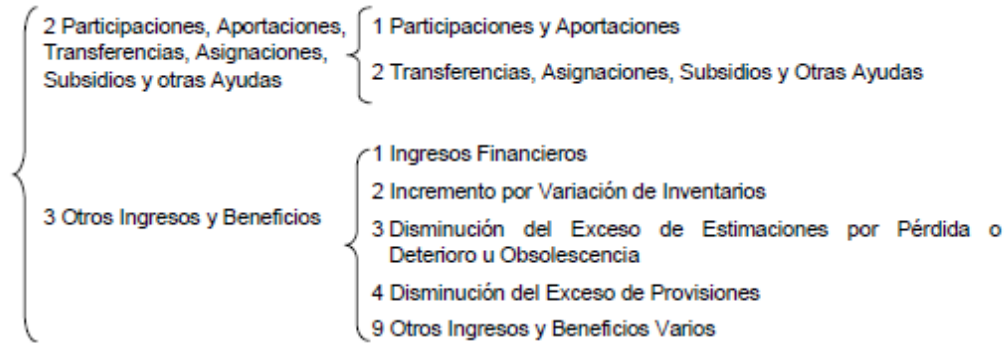 2 Participaciones, Aportaciones,
Transferencias, Asignaciones,
Subsidios y otras Ayudas
1 Participaciones y Aportaciones
2 Transferencias, Asignaciones, Subsidios y Otras Ayudas
3 Otros Ingresos y Beneficios
1 Ingresos Financieros
2 Incremento por Variación de Inventarios
3 Disminución del Exceso de Estimaciones por Pérdida o
Deterioro u Obsolescencia
4 Disminución del Exceso de Provisiones
9 Otros Ingresos y Beneficios Varios